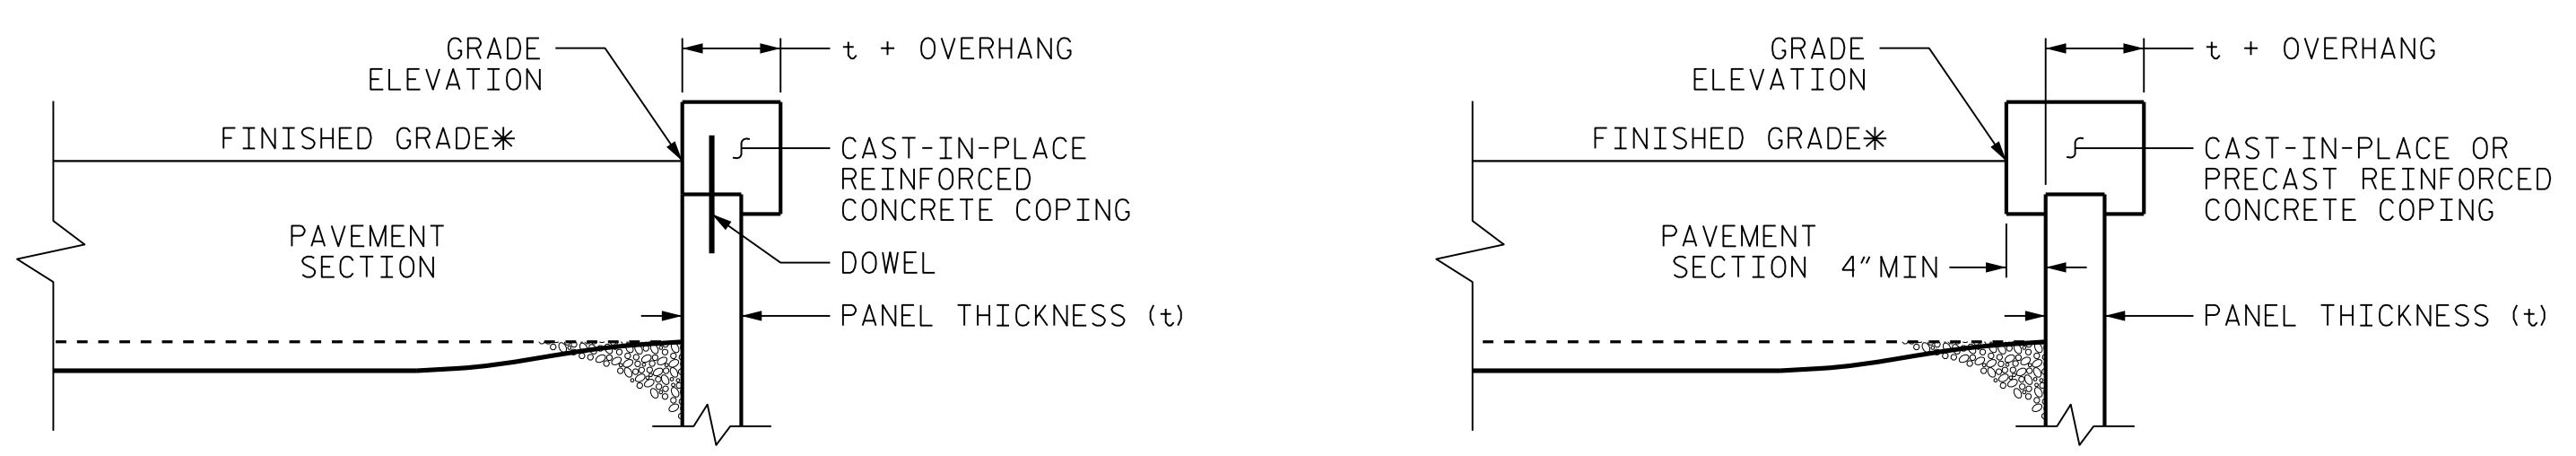 GRADE
ELEVATION
t + OVERHANG
FINISHED GRADE*
CAST-IN-PLACE
REINFORCED
CONCRETE COPING
PAVEMENT
SECTION
DOWEL
PANEL THICKNESS (t)
GRADE
ELEVATION
t + OVERHANG
FINISHED GRADE*
CAST-IN-PLACE OR
PRECAST REINFORCED
CONCRETE COPING
PAVEMENT
SECTION
4" MIN
PANEL THICKNESS (t)